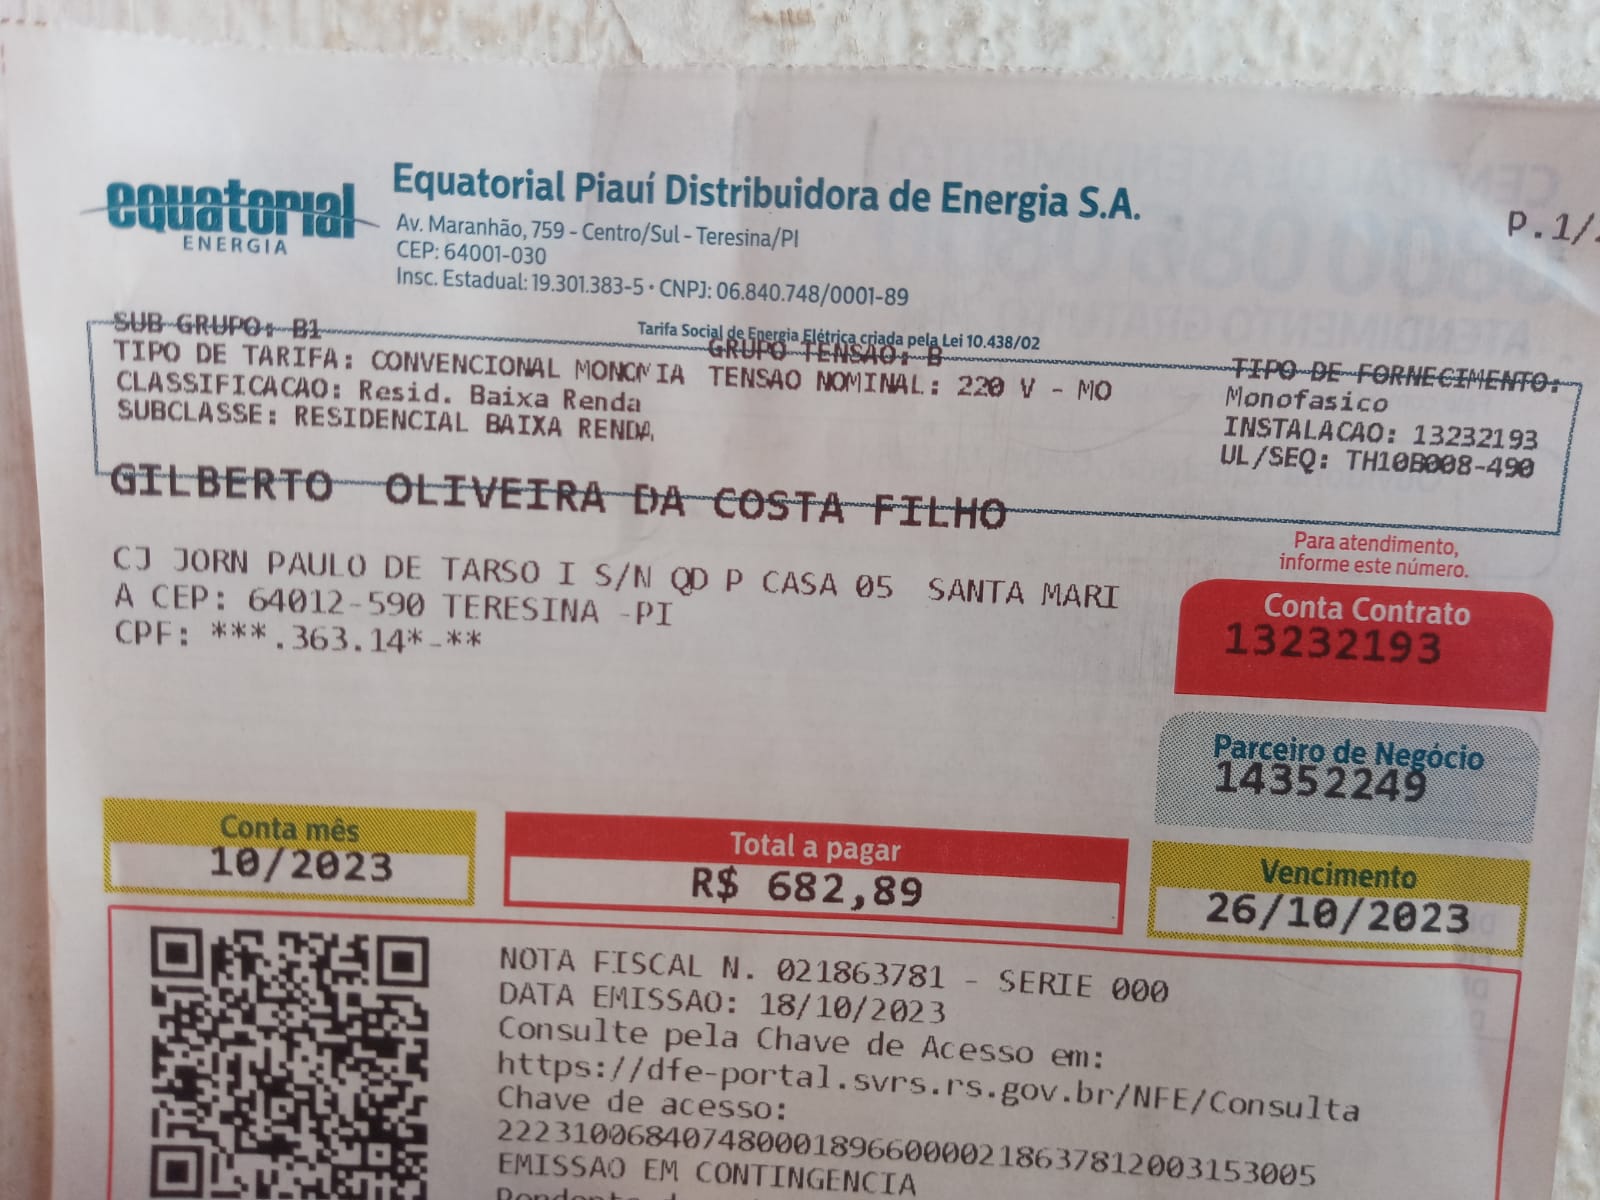 equatorial
ENERGIA
Equatorial Piauí Distribuidora de Energia S.A.
Av. Maranhão, 759 - Centro/Sul - Teresina/PI
CEP: 64001-030
Insc. Estadual: 19.301.383-5 • CNPJ: 06.840.748/0001-89
P.1/
Tarifa Social de Energia Elétrica criada pela Lei 10.438/02
SUB GRUPO: B1 GRUPO TENSAO: B TIPO DE FORNECIMENTO:
TIPO DE TARIFA: CONVENCIONAL MONOMIA TENSAO NOMINAL: 220 V - MO Monofasico
CLASSIFICACAO: Resid. Baixa Renda INSTALACAO: 13232193
SUBCLASSE: RESIDENCIAL BAIXA RENDA UL/SEQ: TH10B008-490
GILBERTO OLIVEIRA DA COSTA FILHO
CJ JORN PAULO DE TARSO I S/N QD P CASA 05 SANTA MARI
A CEP: 64012-590 TERESINA -PI
CPF: ***.363.14*-**
Para atendimento,
informe este número.
Conta Contrato
13232193
Parceiro de Negócio
14352249
Conta mês
10/2023
Total a pagar
R$ 682,89
Vencimento
26/10/2023
NOTA FISCAL N. 021863781 - SERIE 000
DATA EMISSAO: 18/10/2023
Consulte pela Chave de Acesso em:
https://dfe-portal.svrs.rs.gov.br/NFE/Consulta
Chave de acesso:
22231006840748000189660000218637812003153005
EMISSAO EM CONTINGENCIA